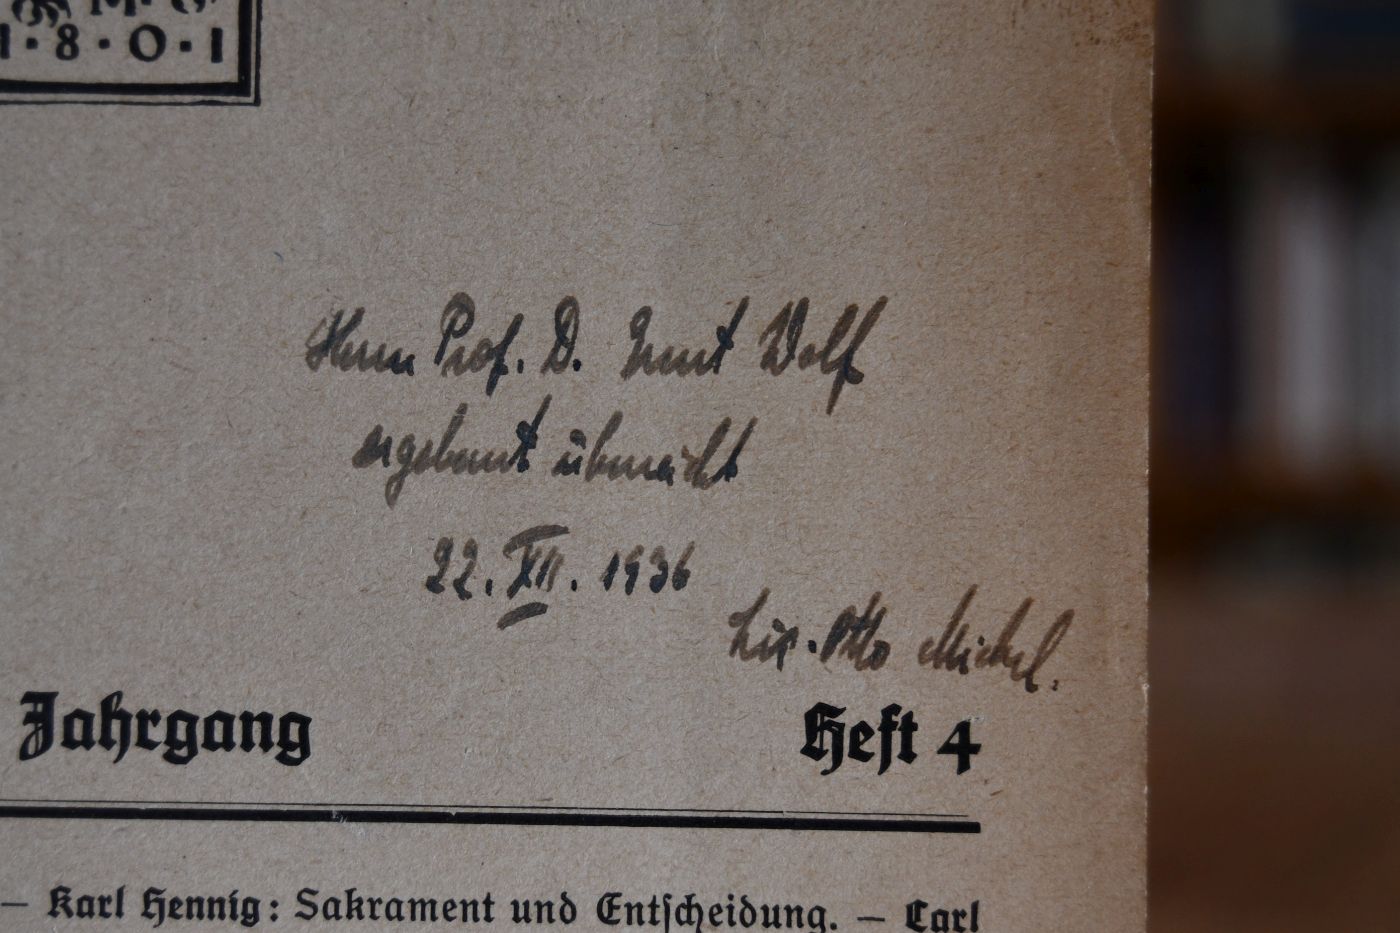 1·8·0·1
Herrn Prof. D. Ernst Wolf
ergebenst überreicht
22. XII. 1936
Lic. Otto Michel.
Jahrgang Heft 4
— Karl Hennig: Sakrament und Entscheidung. — Carl